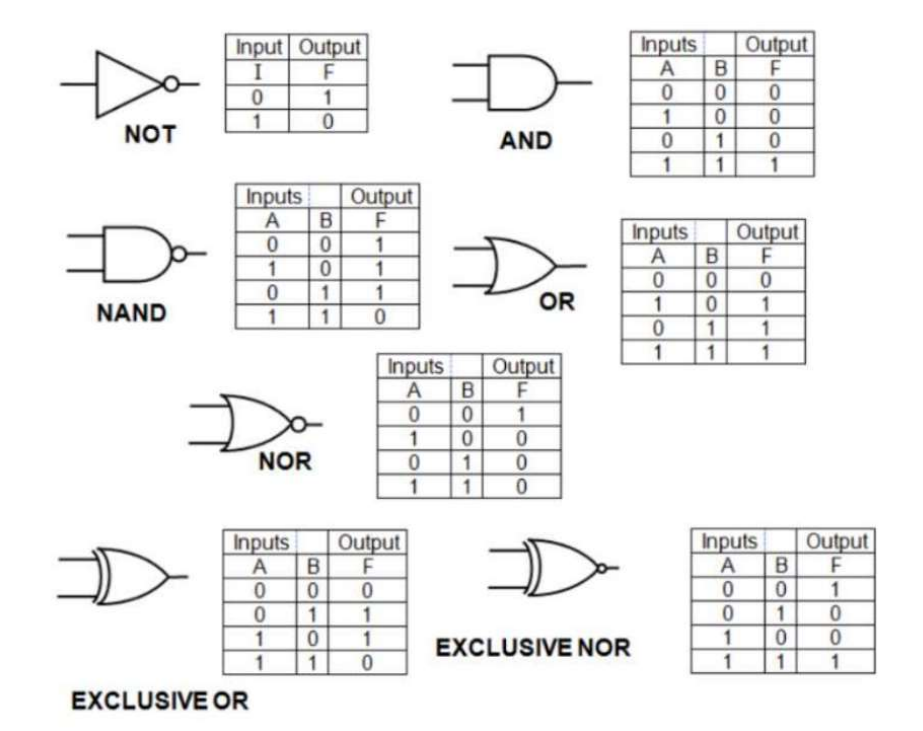 Input Output
I F
0 1
1 0
NOT
Inputs Output
A B F
0 0 0
1 0 0
0 1 0
1 1 1
AND
Inputs Output
A B F
0 0 1
1 0 1
0 1 1
1 1 0
NAND
Inputs Output
A B F
0 0 0
1 0 1
0 1 1
1 1 1
OR
Inputs Output
A B F
0 0 1
1 0 0
0 1 0
1 1 0
NOR
Inputs Output
A B F
0 0 0
0 1 1
1 0 1
1 1 0
EXCLUSIVE OR
Inputs Output
A B F
0 0 1
0 1 0
1 0 0
1 1 1
EXCLUSIVE NOR